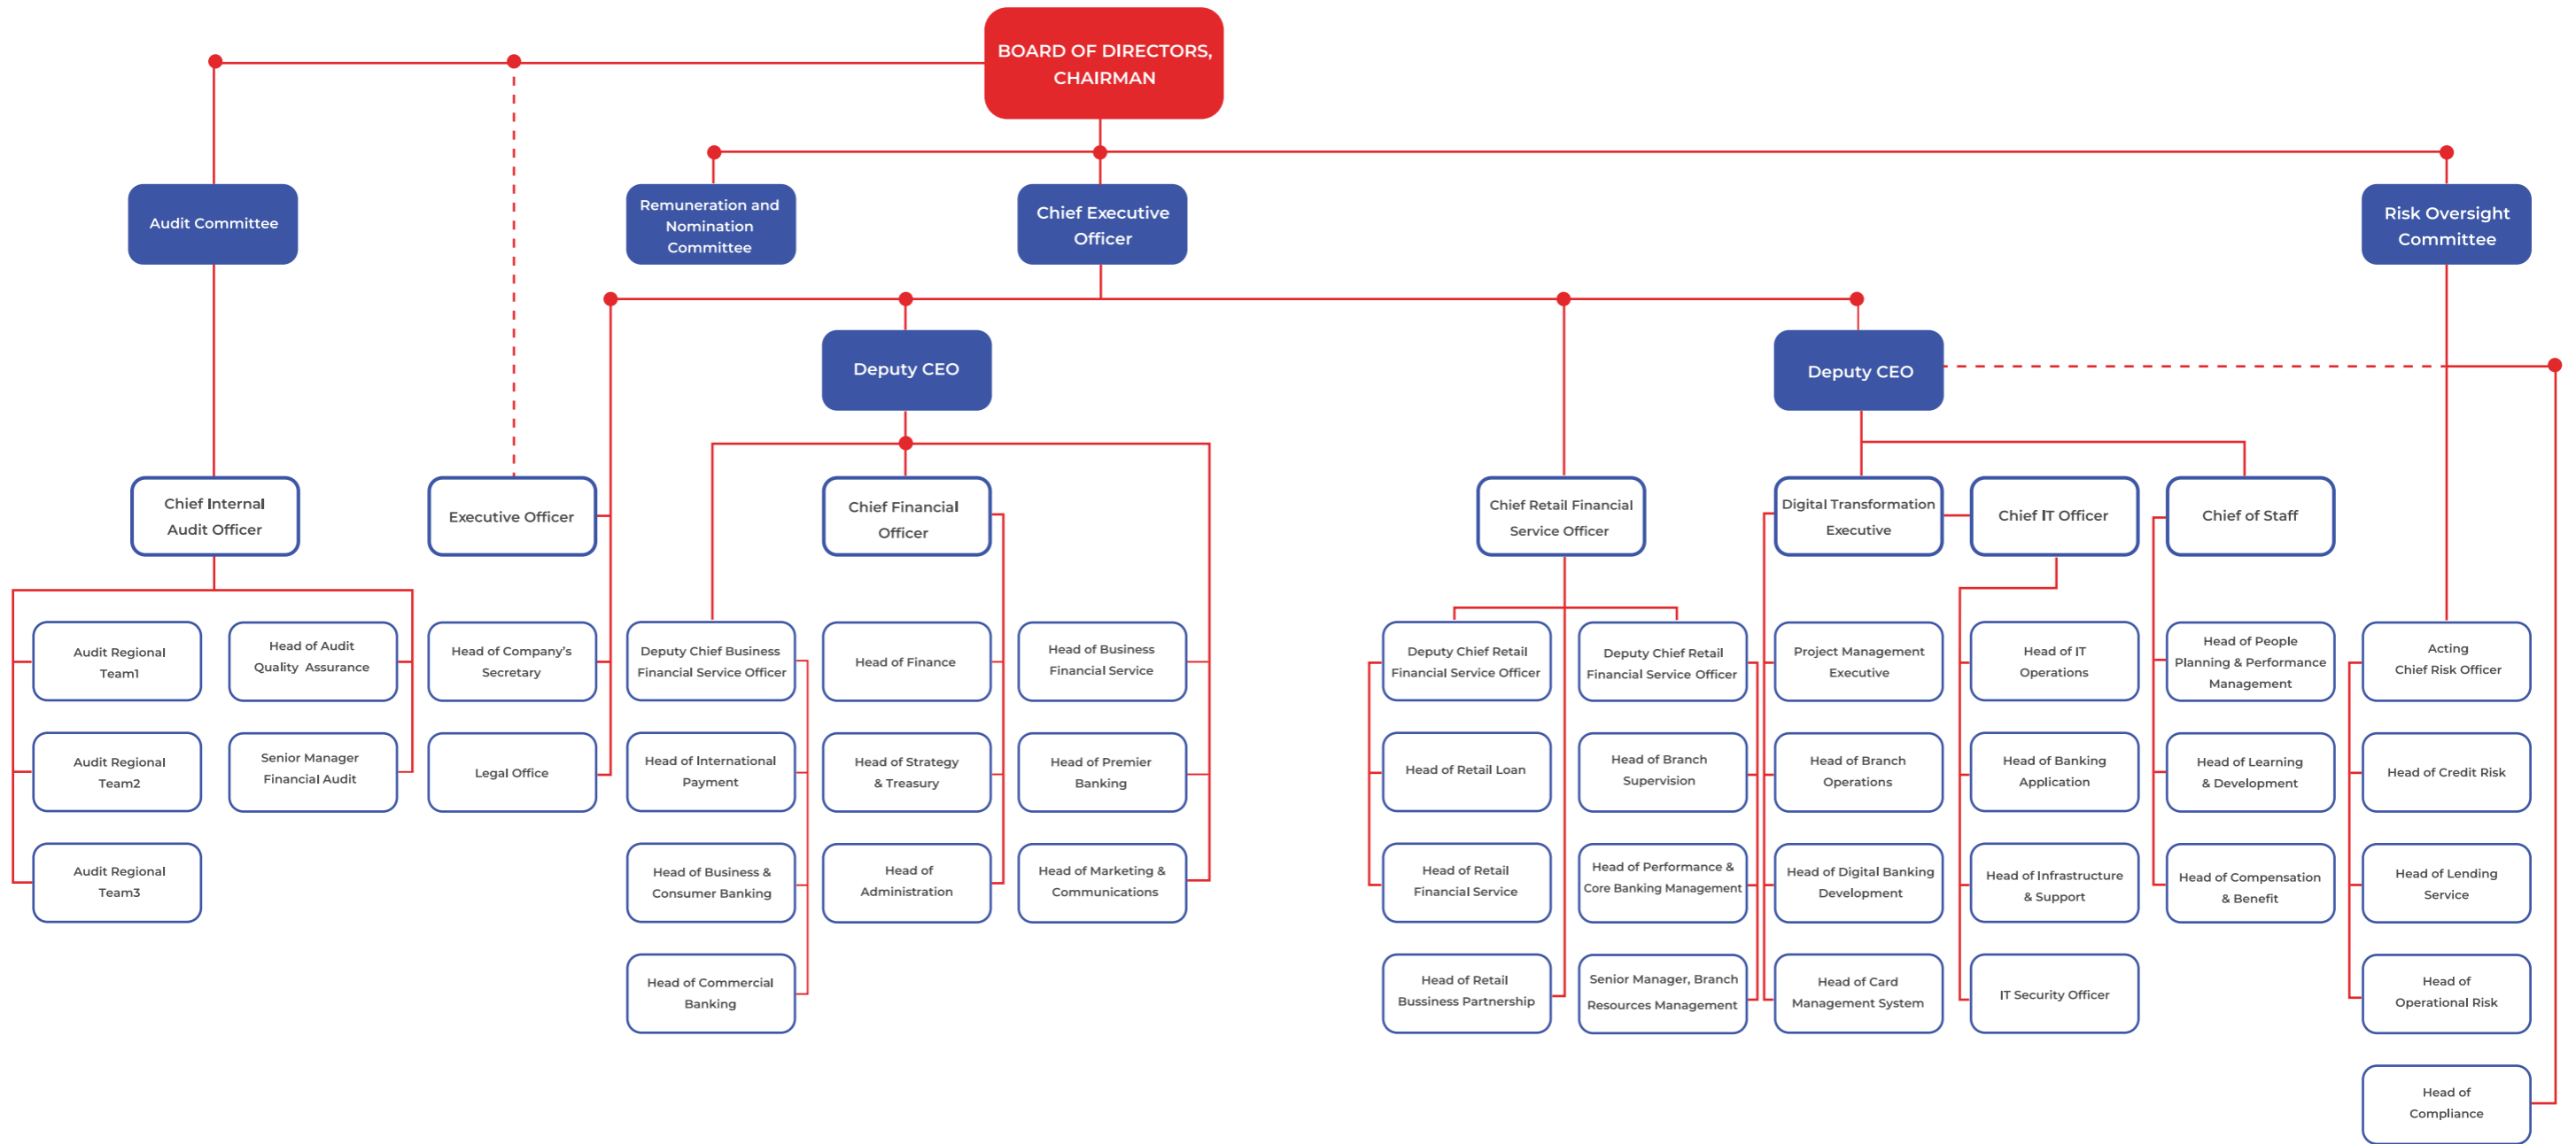 BOARD OF DIRECTORS,
CHAIRMAN
Audit Committee
Remuneration and
Nomination
Committee
Chief Executive
Officer
Risk Oversight
Committee
Deputy CEO
Deputy CEO
Chief Internal
Audit Officer
Executive Officer
Chief Financial
Officer
Chief Retail Financial
Service Officer
Digital Transformation
Executive
Chief IT Officer
Chief of Staff
Audit Regional
Team1
Head of Audit
Quality Assurance
Head of Company's
Secretary
Deputy Chief Business
Financial Service Officer
Head of Finance
Head of Business
Financial Service
Deputy Chief Retail
Financial Service Officer
Deputy Chief Retail
Financial Service Officer
Project Management
Executive
Head of IT
Operations
Head of People
Planning & Performance
Management
Acting
Chief Risk Officer
Audit Regional
Team2
Senior Manager
Financial Audit
Legal Office
Head of International
Payment
Head of Strategy
& Treasury
Head of Premier
Banking
Head of Retail Loan
Head of Branch
Supervision
Head of Branch
Operations
Head of Banking
Application
Head of Learning
& Development
Head of Credit Risk
Audit Regional
Team3
Head of Business &
Consumer Banking
Head of
Administration
Head of Marketing &
Communications
Head of Retail
Financial Service
Head of Performance &
Core Banking Management
Head of Digital Banking
Development
Head of Infrastructure
& Support
Head of Compensation
& Benefit
Head of Lending
Service
Head of Commercial
Banking
Head of Retail
Bussiness Partnership
Senior Manager, Branch
Resources Management
Head of Card
Management System
IT Security Officer
Head of
Operational Risk
Head of
Compliance